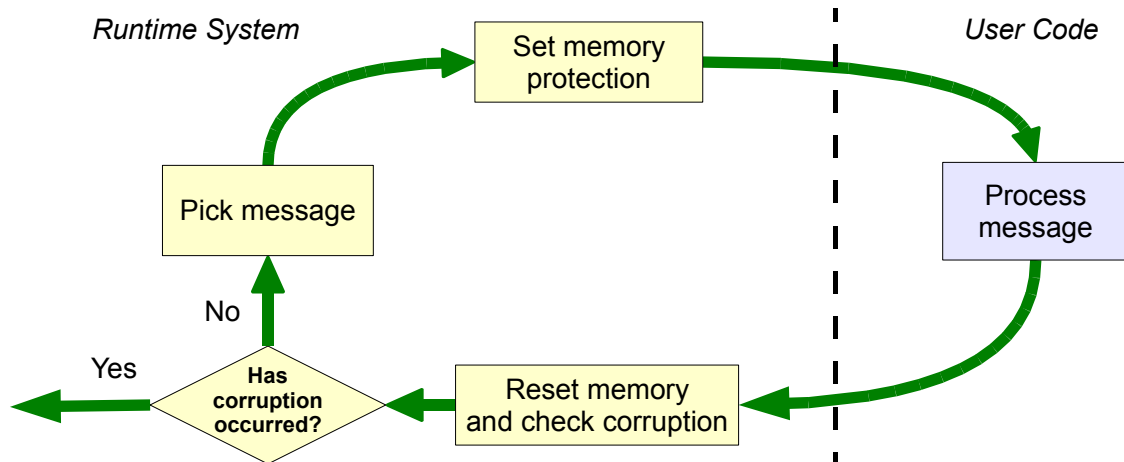 Runtime System
User Code
Set memory
protection
Pick message
Process
message
No
Yes
Has
corruption
occurred?
Reset memory
and check corruption